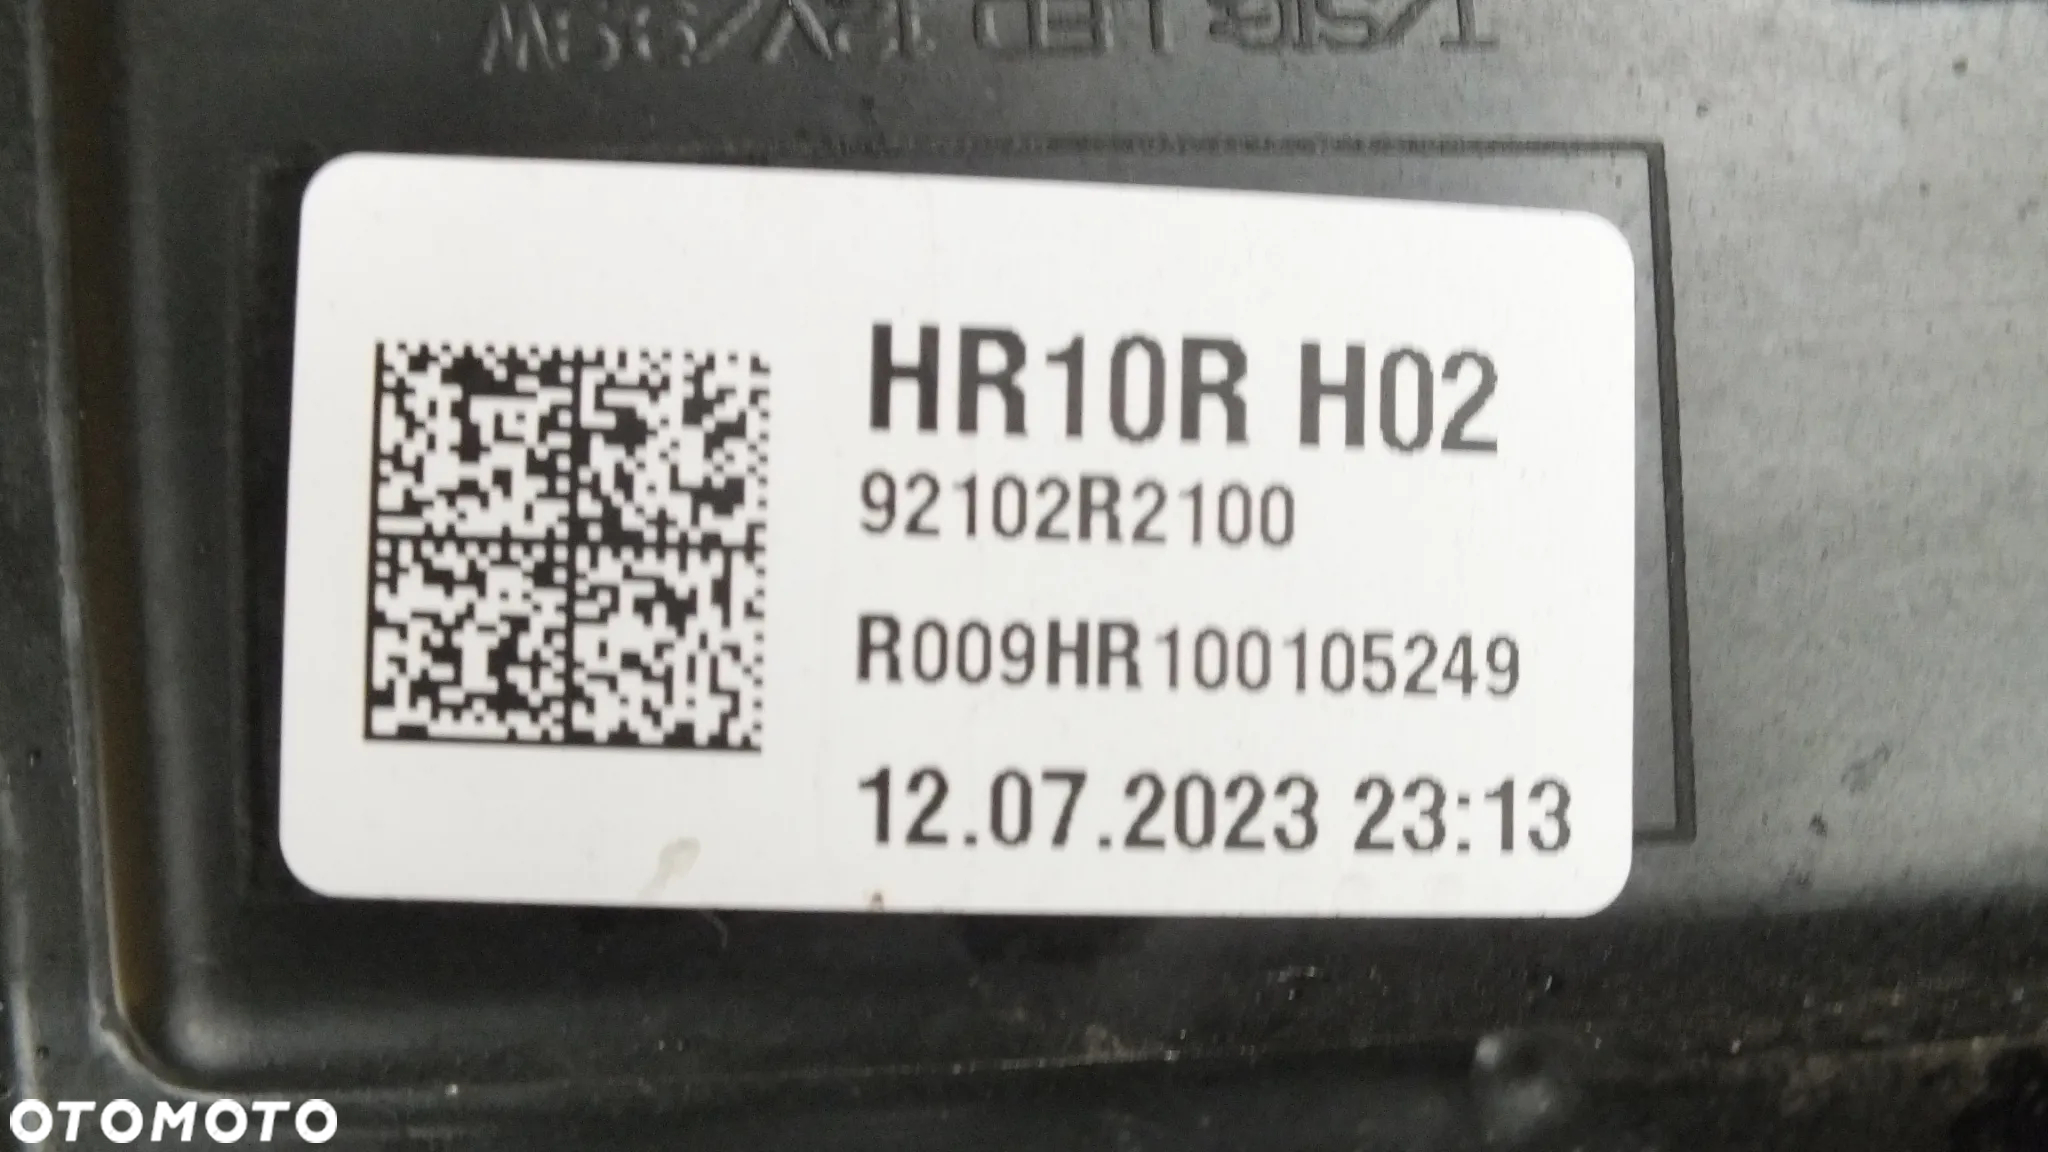 HR10R H02
92102R2100
R009HR100105249
12.07.2023 23:13
OTOMOTO